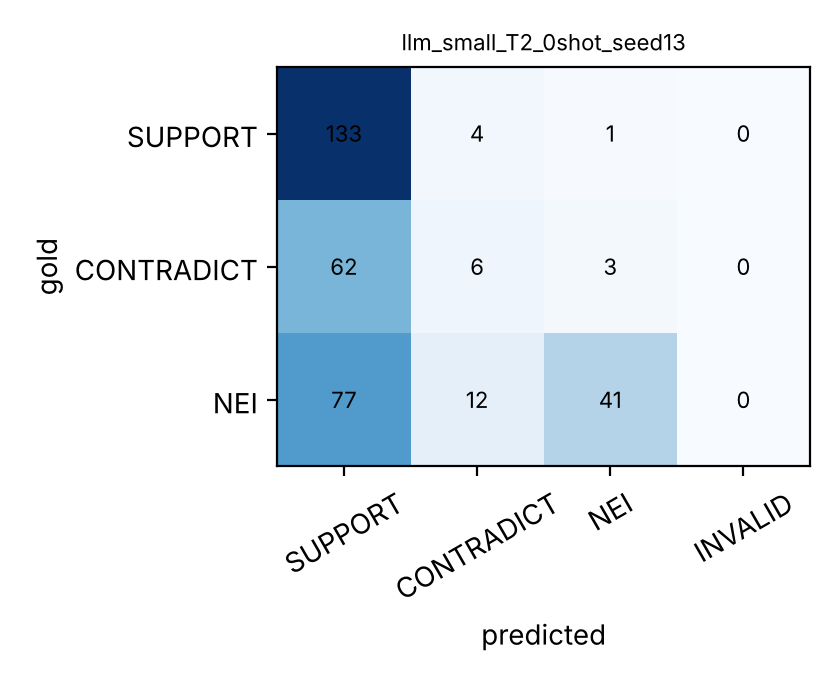 llm_small_T2_0shot_seed13
SUPPORT 133 4 1 0
gold
CONTRADICT 62 6 3 0
NEI 77 12 41 0
SUPPORT CONTRADICT NEI INVALID
predicted